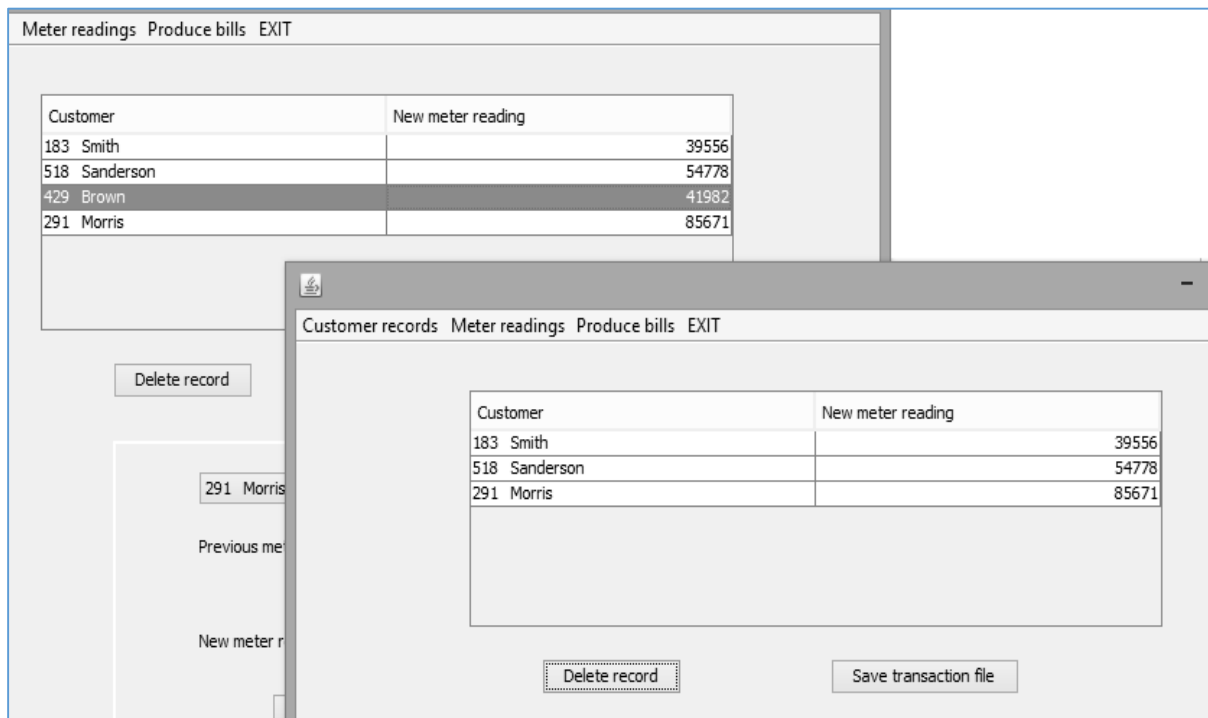 Meter readings Produce bills EXIT
Customer New meter reading
183 Smith 39556
518 Sanderson 54778
429 Brown 41982
291 Morris 85671
Delete record
291 Morris
Previous
New meter
Customer records Meter readings Produce bills EXIT
Customer New meter reading
183 Smith 39556
518 Sanderson 54778
291 Morris 85671
Delete record Save transaction file